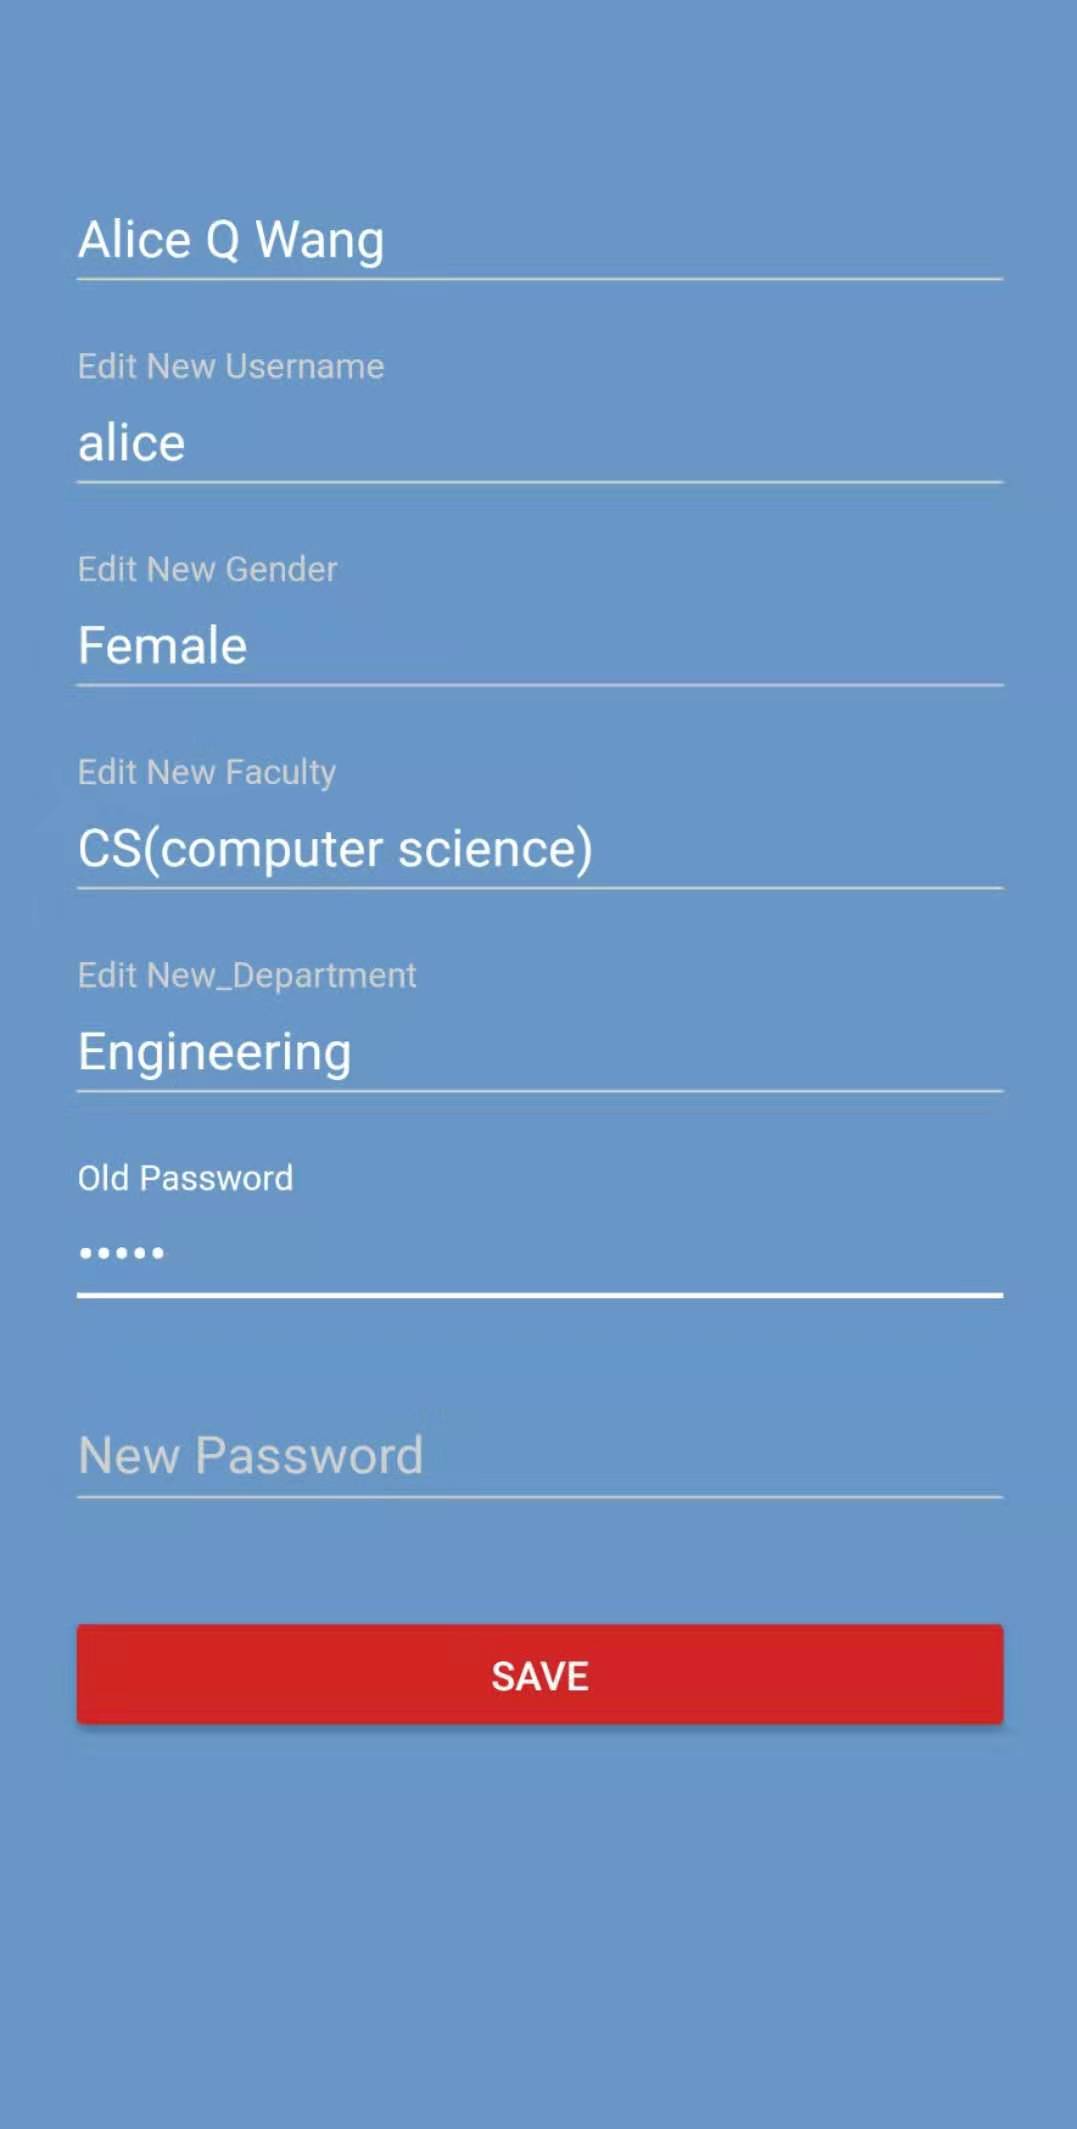 Alice Q Wang
Edit New Username
alice
Edit New Gender
Female
Edit New Faculty
CS(computer science)
Edit New_Department
Engineering
Old Password
•••••
New Password
SAVE